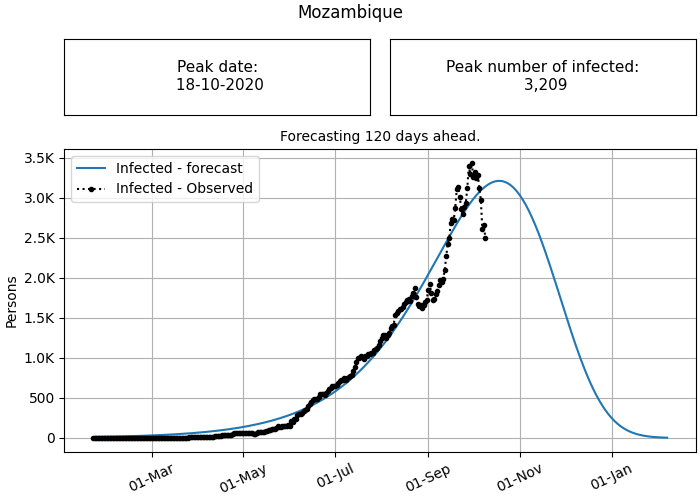 Mozambique
Peak date:
18-10-2020
Peak number of infected:
3,209
Forecasting 120 days ahead.
Infected - forecast
Infected - Observed
Persons
3.5K
3.0K
2.5K
2.0K
1.5K
1.0K
500
0
01-Mar
01-May
01-Jul
01-Sep
01-Nov
01-Jan